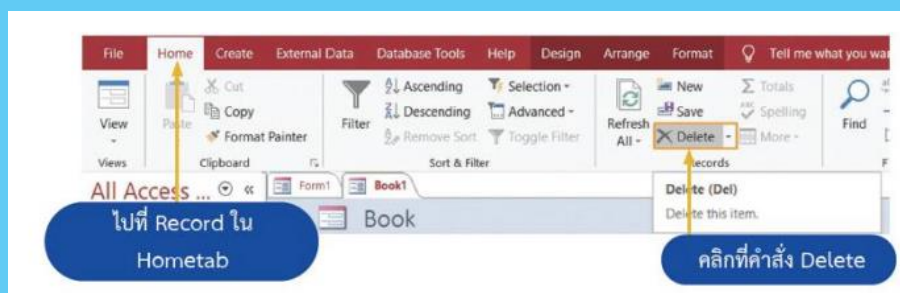 File Home Create External Data Database Tools Help Design Arrange Format Tell me what you wa
Cut
Copy
Format Painter
View
Paste
Filter
Ascending
Descending
Remove Sort
Selection
Advanced
Toggle Filter
Refresh
All
New
Save
Delete
Totals
Spelling
More
Find
Views Clipboard Sort & Filter Records F
All Access ... « Form1 Book1
Book
Delete (Del)
Delete this item.
ไปที่ Record ใน
Hometab
คลิกที่คำสั่ง Delete